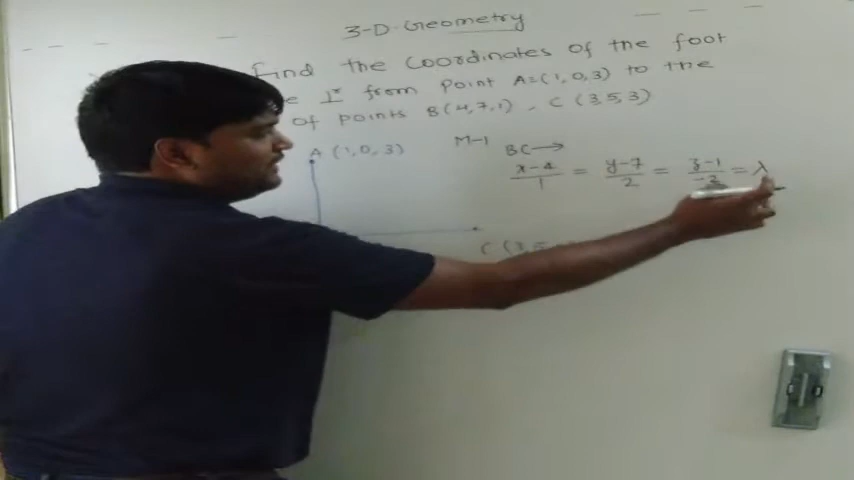 3-D Geometry
Find the Coordinates of the foot
⊥r from point A=(1,0,3) to the
of points B(4,7,1), C(3,5,3)
A (1,0,3)
M-1 BC→
x-4/1 = y-7/2 = z-1/-2 = λ
C (3,5